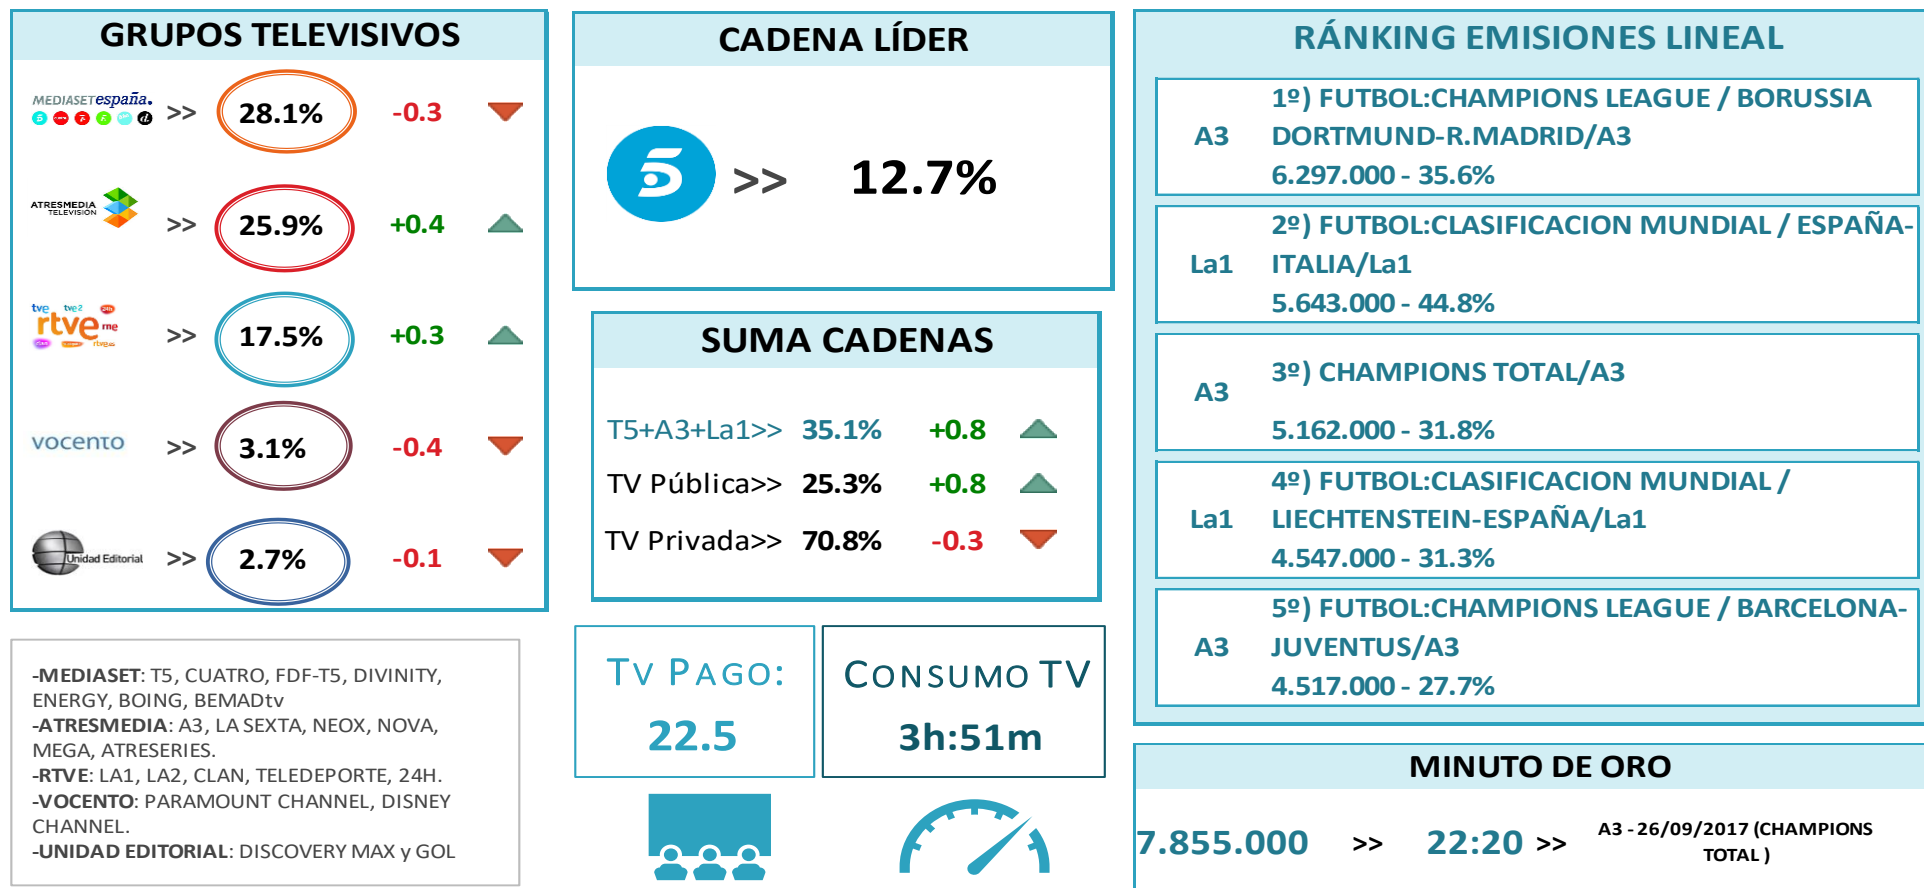 GRUPOS TELEVISIVOS
MEDIASETespaña.
>> 28.1% -0.3
ATRESMEDIA
TELEVISIÓN
>> 25.9% +0.4
tve tve2 24h
rtve
>> 17.5% +0.3
vocento >> 3.1% -0.4
Unidad Editorial >> 2.7% -0.1
-MEDIASET: T5, CUATRO, FDF-T5, DIVINITY,
ENERGY, BOING, BEMADtv
-ATRESMEDIA: A3, LA SEXTA, NEOX, NOVA,
MEGA, ATRESERIES.
-RTVE: LA1, LA2, CLAN, TELEDEPORTE, 24H.
-VOCENTO: PARAMOUNT CHANNEL, DISNEY
CHANNEL.
-UNIDAD EDITORIAL: DISCOVERY MAX y GOL
CADENA LÍDER
5 >> 12.7%
SUMA CADENAS
T5+A3+La1>> 35.1% +0.8
TV Pública>> 25.3% +0.8
TV Privada>> 70.8% -0.3
TV PAGO:
22.5
CONSUMO TV
3h:51m
RÁNKING EMISIONES LINEAL
A3
1º) FUTBOL:CHAMPIONS LEAGUE / BORUSSIA
DORTMUND-R.MADRID/A3
6.297.000 - 35.6%
La1
2º) FUTBOL:CLASIFICACION MUNDIAL / ESPAÑA-
ITALIA/La1
5.643.000 - 44.8%
A3
3º) CHAMPIONS TOTAL/A3
5.162.000 - 31.8%
La1
4º) FUTBOL:CLASIFICACION MUNDIAL /
LIECHTENSTEIN-ESPAÑA/La1
4.547.000 - 31.3%
A3
5º) FUTBOL:CHAMPIONS LEAGUE / BARCELONA-
JUVENTUS/A3
4.517.000 - 27.7%
MINUTO DE ORO
7.855.000 >> 22:20 >>
A3 - 26/09/2017 (CHAMPIONS
TOTAL )